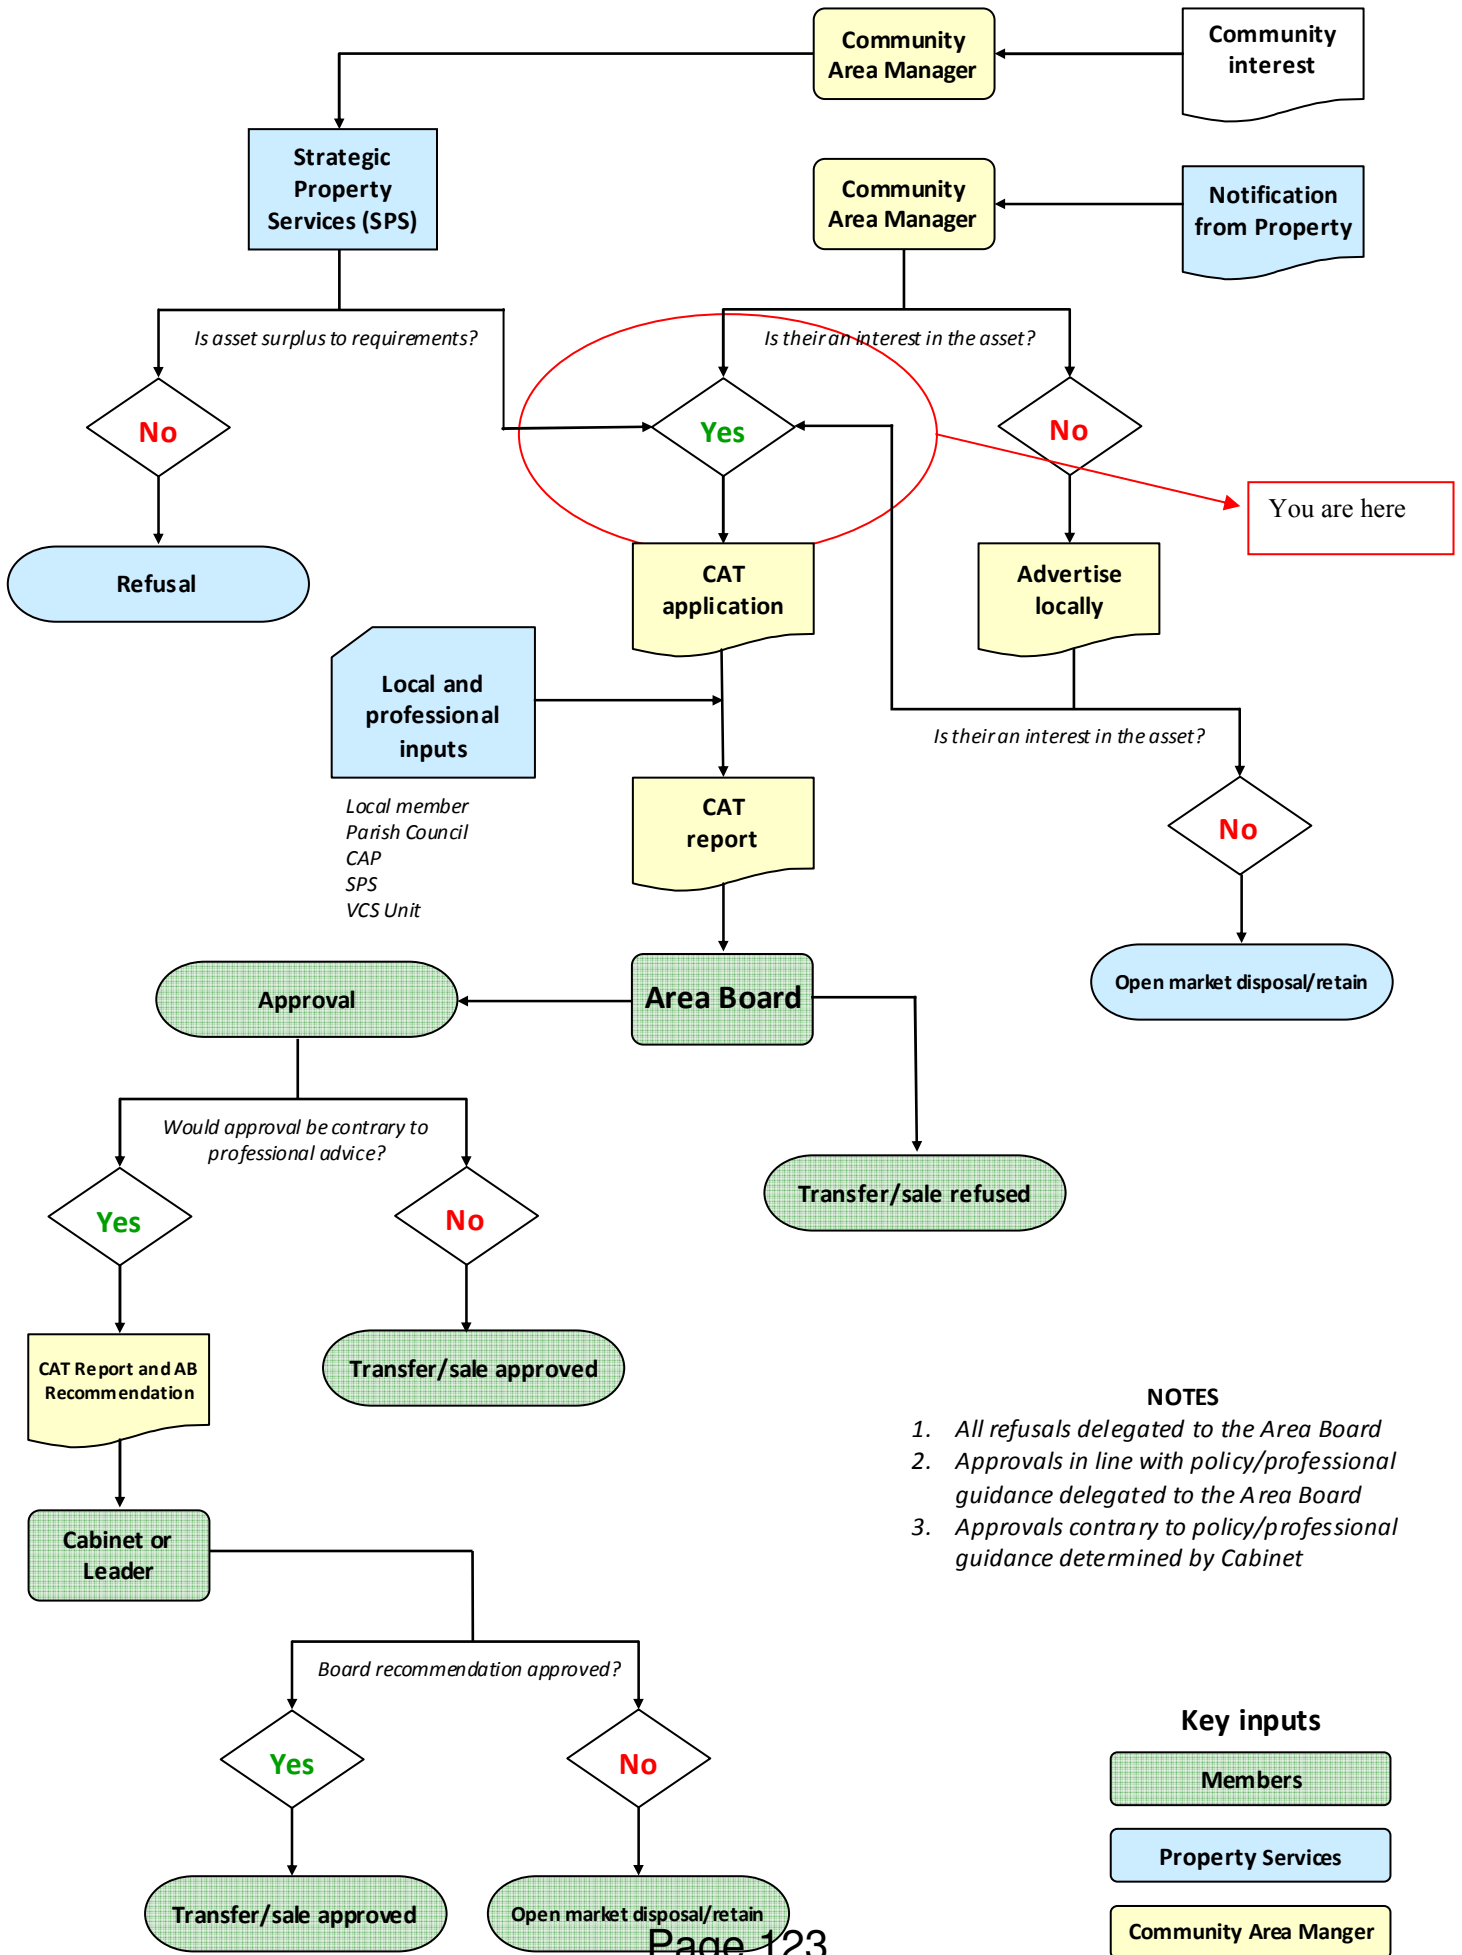 Community
Area Manager
Community
interest
Strategic
Property
Services (SPS)
Community
Area Manager
Notification
from Property
Is asset surplus to requirements?
Is their an interest in the asset?
No
Yes
No
You are here
Refusal
CAT
application
Advertise
locally
Local and
professional
inputs
Is their an interest in the asset?
Local member
Parish Council
CAP
SPS
VCS Unit
CAT
report
No
Approval
Area Board
Open market disposal/retain
Would approval be contrary to
professional advice?
Yes
No
Transfer/sale refused
CAT Report and AB
Recommendation
Transfer/sale approved
NOTES
1. All refusals delegated to the Area Board
2. Approvals in line with policy/professional
guidance delegated to the Area Board
3. Approvals contrary to policy/professional
guidance determined by Cabinet
Cabinet or
Leader
Board recommendation approved?
Yes
No
Key inputs
Members
Property Services
Community Area Manger
Transfer/sale approved
Open market disposal/retain
Page 123